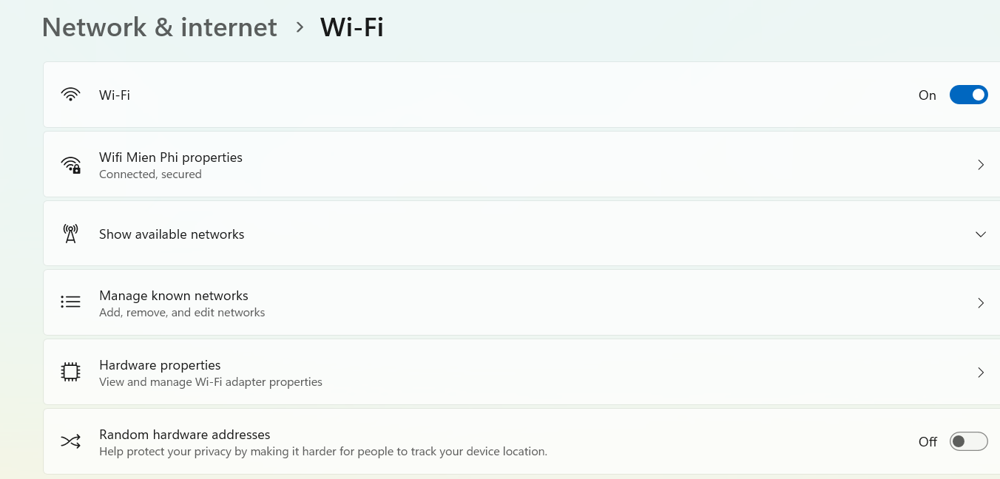 Network & internet > Wi-Fi
Wi-Fi
On
Wifi Mien Phi properties
Connected, secured
Show available networks
Manage known networks
Add, remove, and edit networks
Hardware properties
View and manage Wi-Fi adapter properties
Random hardware addresses
Help protect your privacy by making it harder for people to track your device location.
Off